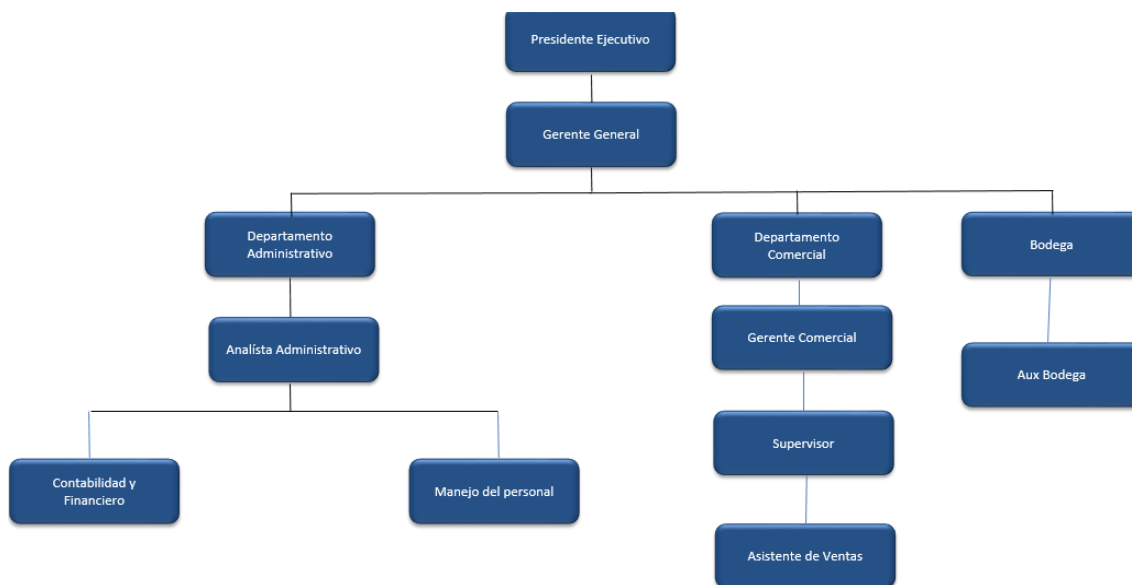 Presidente Ejecutivo
Gerente General
Departamento
Administrativo
Departamento
Comercial
Bodega
Analísta Administrativo
Gerente Comercial
Aux Bodega
Supervisor
Contabilidad y
Financiero
Manejo del personal
Asistente de Ventas